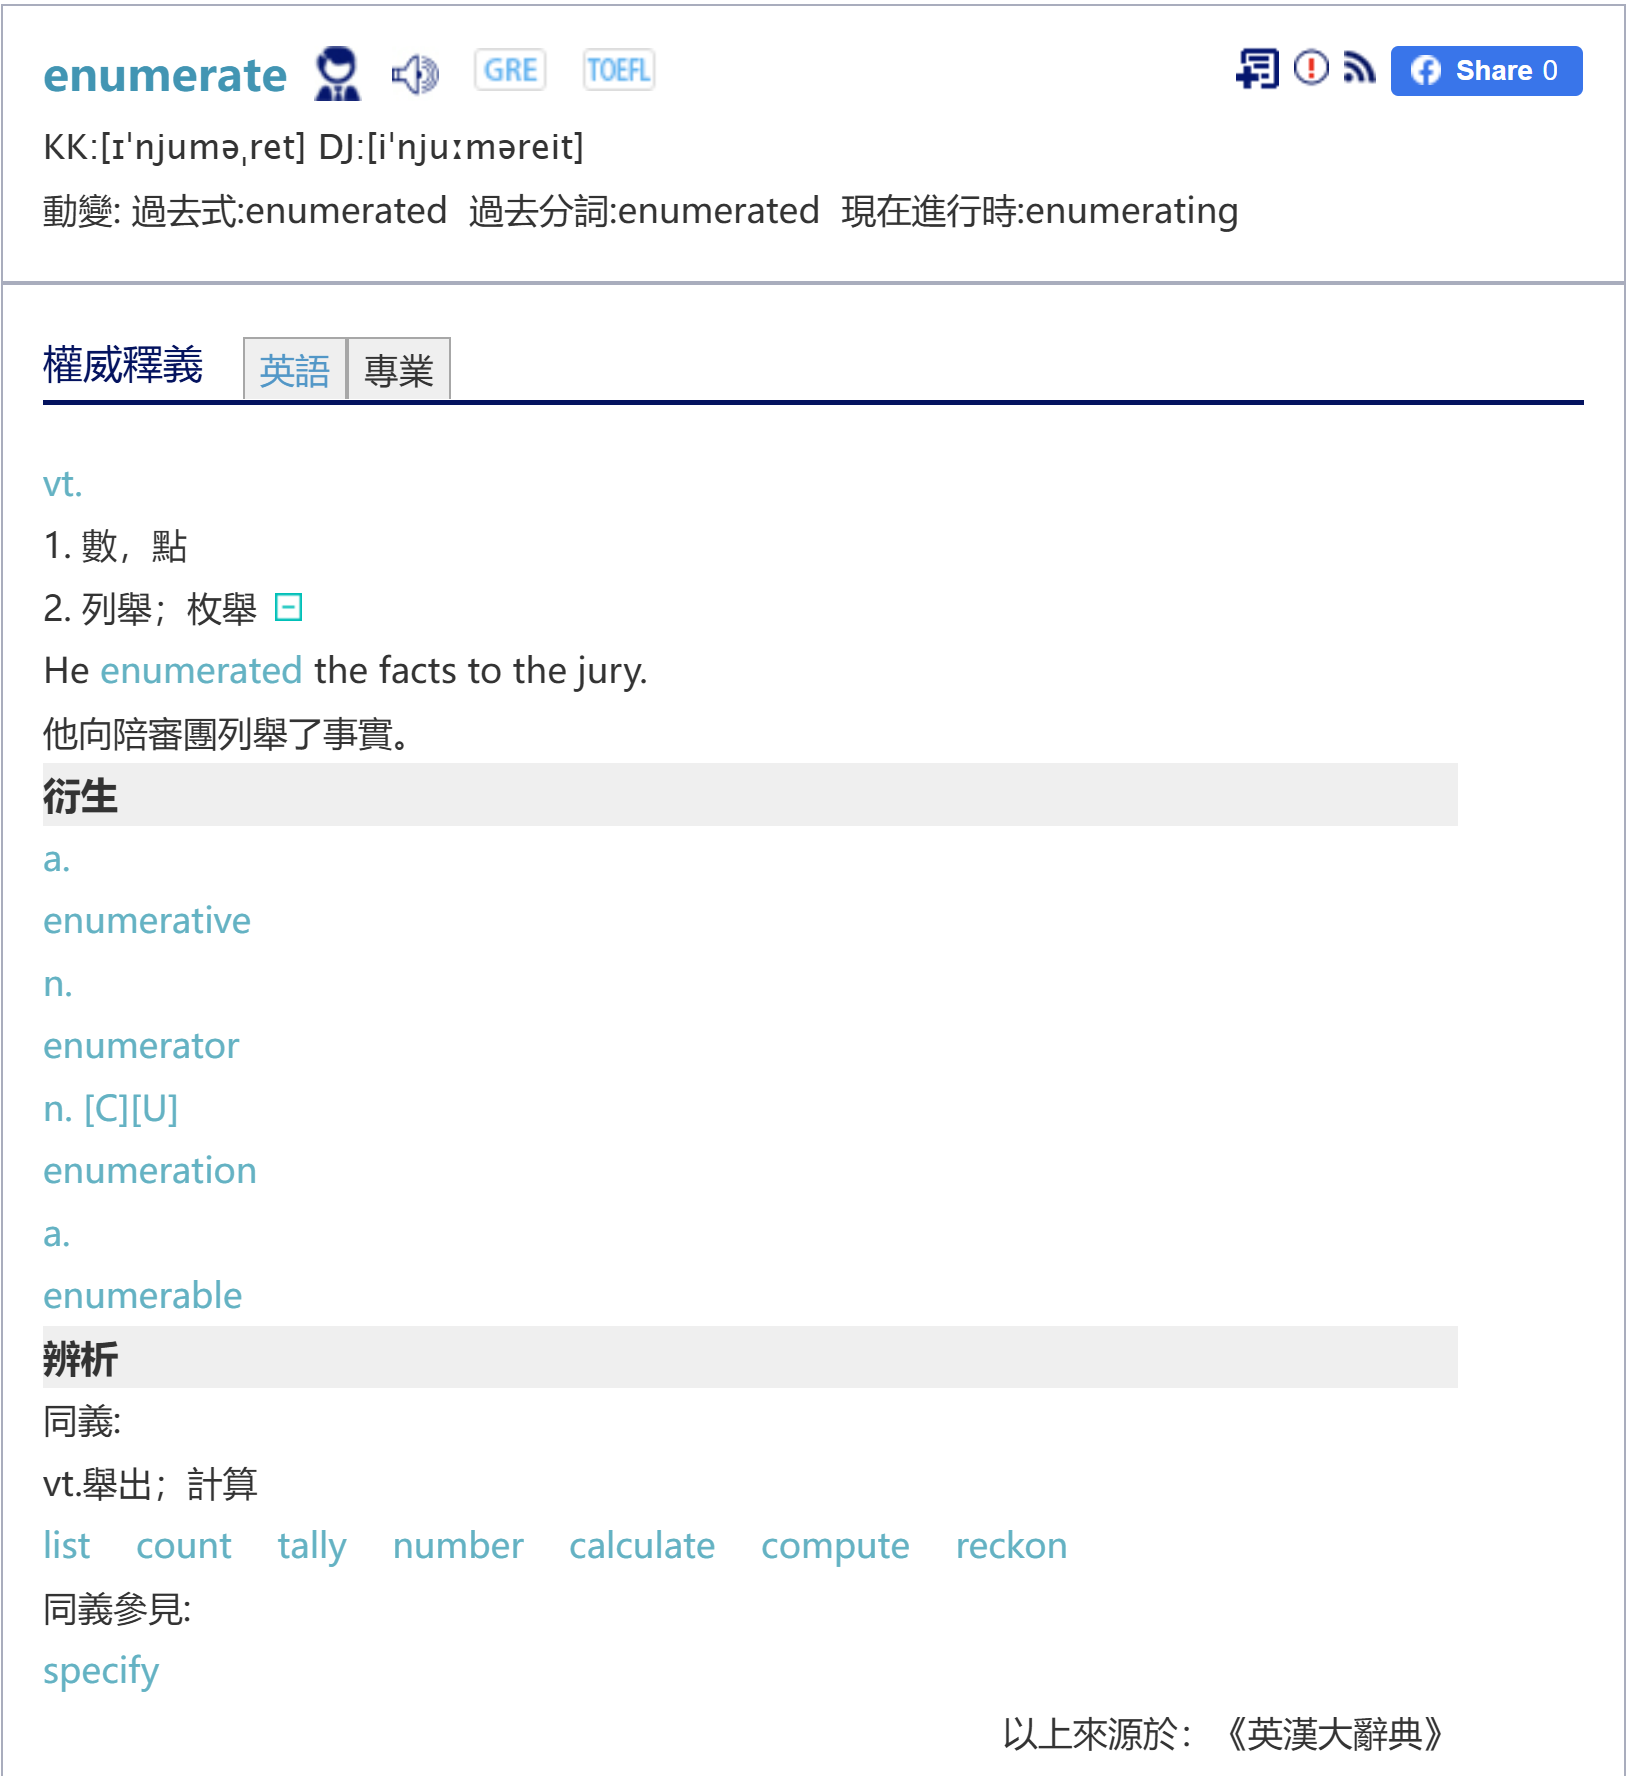 enumerate GRE TOEFL Share 0
KK:[ɪˈnjuməˌret] DJ:[iˈnjuːməreit]
動變: 過去式:enumerated 過去分詞:enumerated 現在進行時:enumerating
權威釋義 英語 專業
vt.
1. 數，點
2. 列舉；枚舉
He enumerated the facts to the jury.
他向陪審團列舉了事實。
衍生
a.
enumerative
n.
enumerator
n. [C][U]
enumeration
a.
enumerable
辨析
同義:
vt.舉出；計算
list count tally number calculate compute reckon
同義參見:
specify
以上來源於：《英漢大辭典》